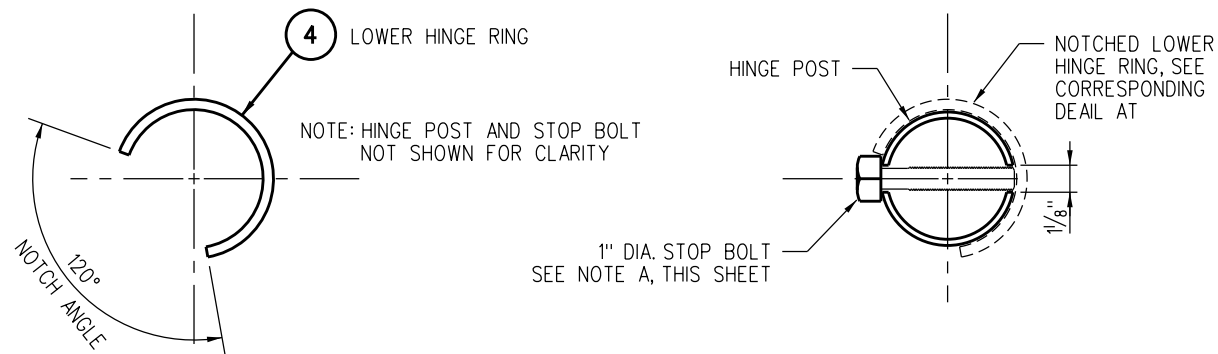 4 LOWER HINGE RING
NOTE: HINGE POST AND STOP BOLT
NOT SHOWN FOR CLARITY
120°
NOTCH ANGLE
HINGE POST
NOTCHED LOWER
HINGE RING, SEE
CORRESPONDING
DEAIL AT
1" DIA. STOP BOLT
SEE NOTE A, THIS SHEET
1⅛"